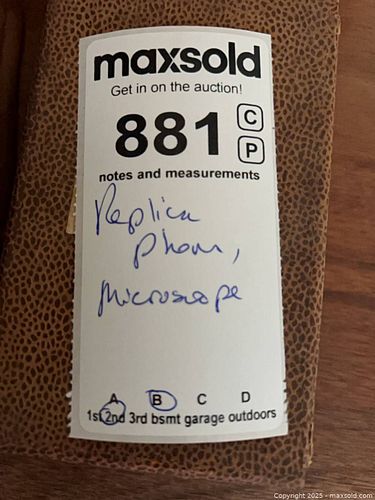 maxsold
Get in on the auction!
881 C
P
notes and measurements
Replica
Phone,
Microscope
A B C D
1st 2nd 3rd bsmt garage outdoors
Copyright 2025 - maxsold.com